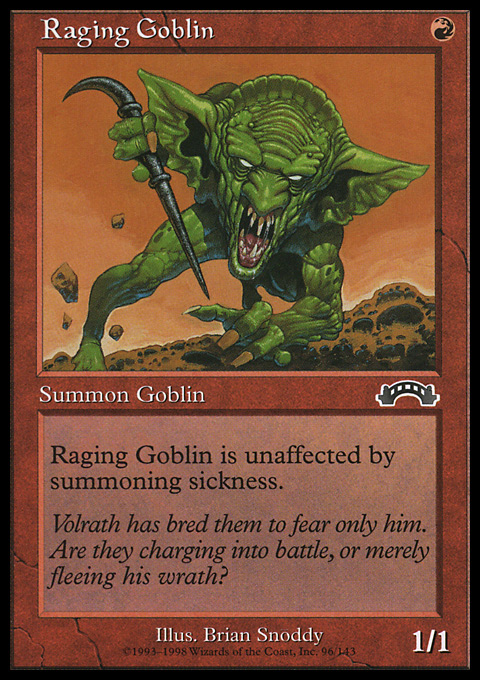 Raging Goblin
Summon Goblin
Raging Goblin is unaffected by
summoning sickness.
Volrath has bred them to fear only him.
Are they charging into battle, or merely
fleeing his wrath?
Illus. Brian Snoddy
©1993–1998 Wizards of the Coast, Inc. 96/143
1/1